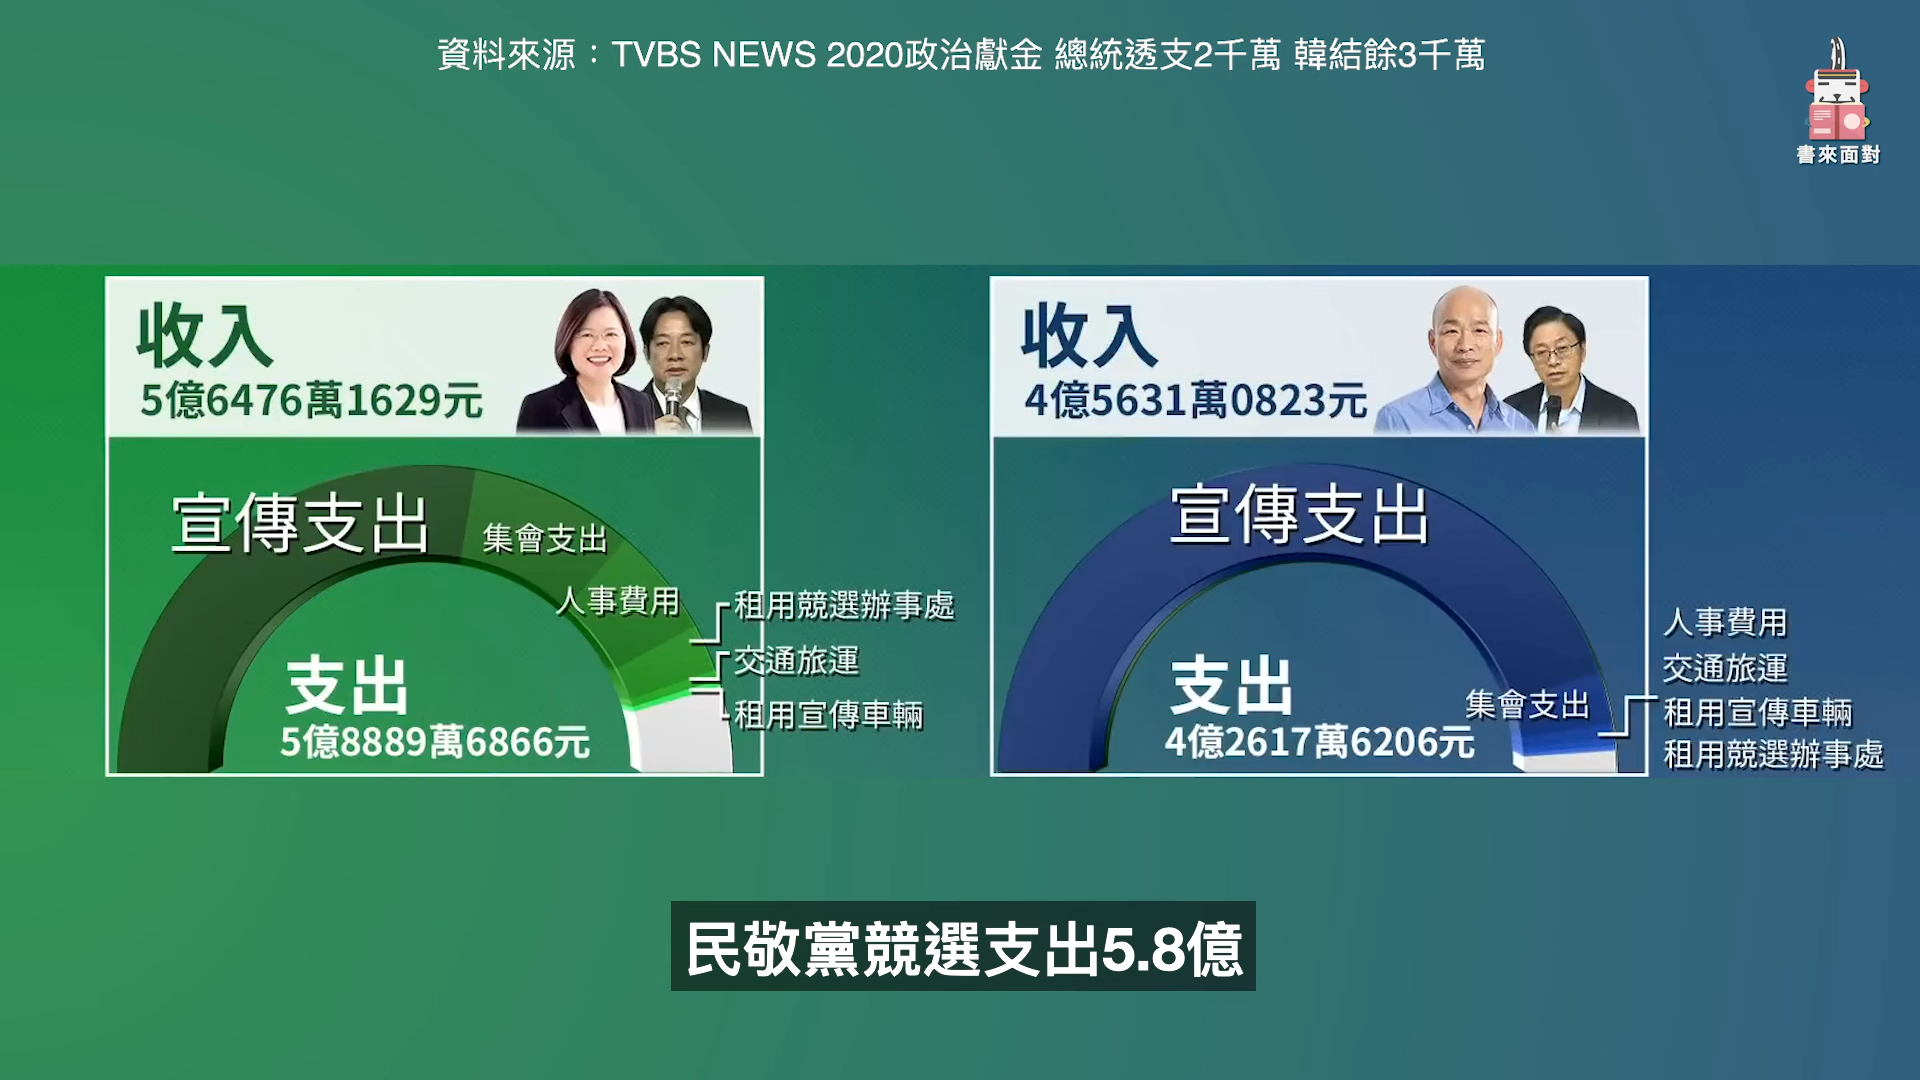 資料來源：TVBS NEWS 2020政治獻金 總統透支2千萬 韓結餘3千萬
書來面對
收入
5億6476萬1629元
宣傳支出
集會支出
人事費用
租用競選辦事處
交通旅運
租用宣傳車輛
支出
5億8889萬6866元
收入
4億5631萬0823元
宣傳支出
集會支出
人事費用
交通旅運
租用宣傳車輛
租用競選辦事處
支出
4億2617萬6206元
民敬黨競選支出5.8億